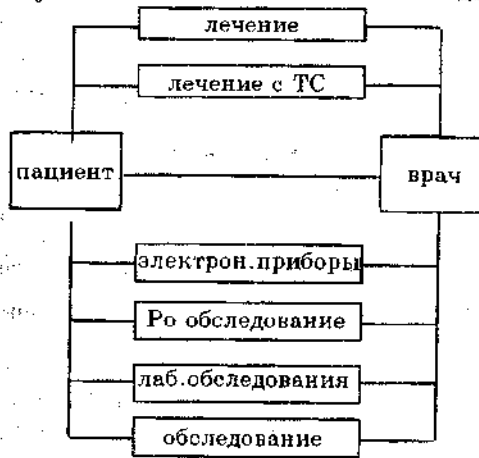 лечение
лечение с ТС
пациент
врач
электрон.приборы
Ро обследование
лаб.обследования
обследование